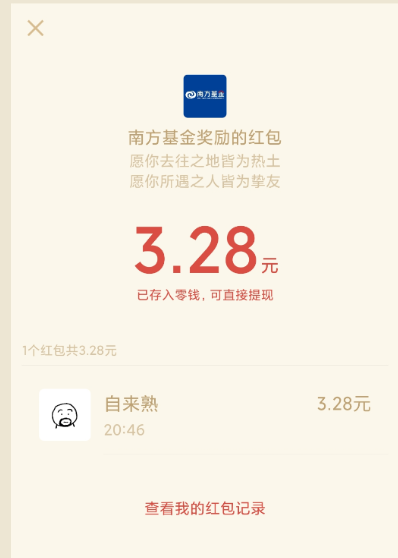 南方基金
南方基金奖励的红包
愿你去往之地皆为热土
愿你所遇之人皆为挚友
3.28元
已存入零钱，可直接提现
1个红包共3.28元
自来熟
3.28元
20:46
查看我的红包记录